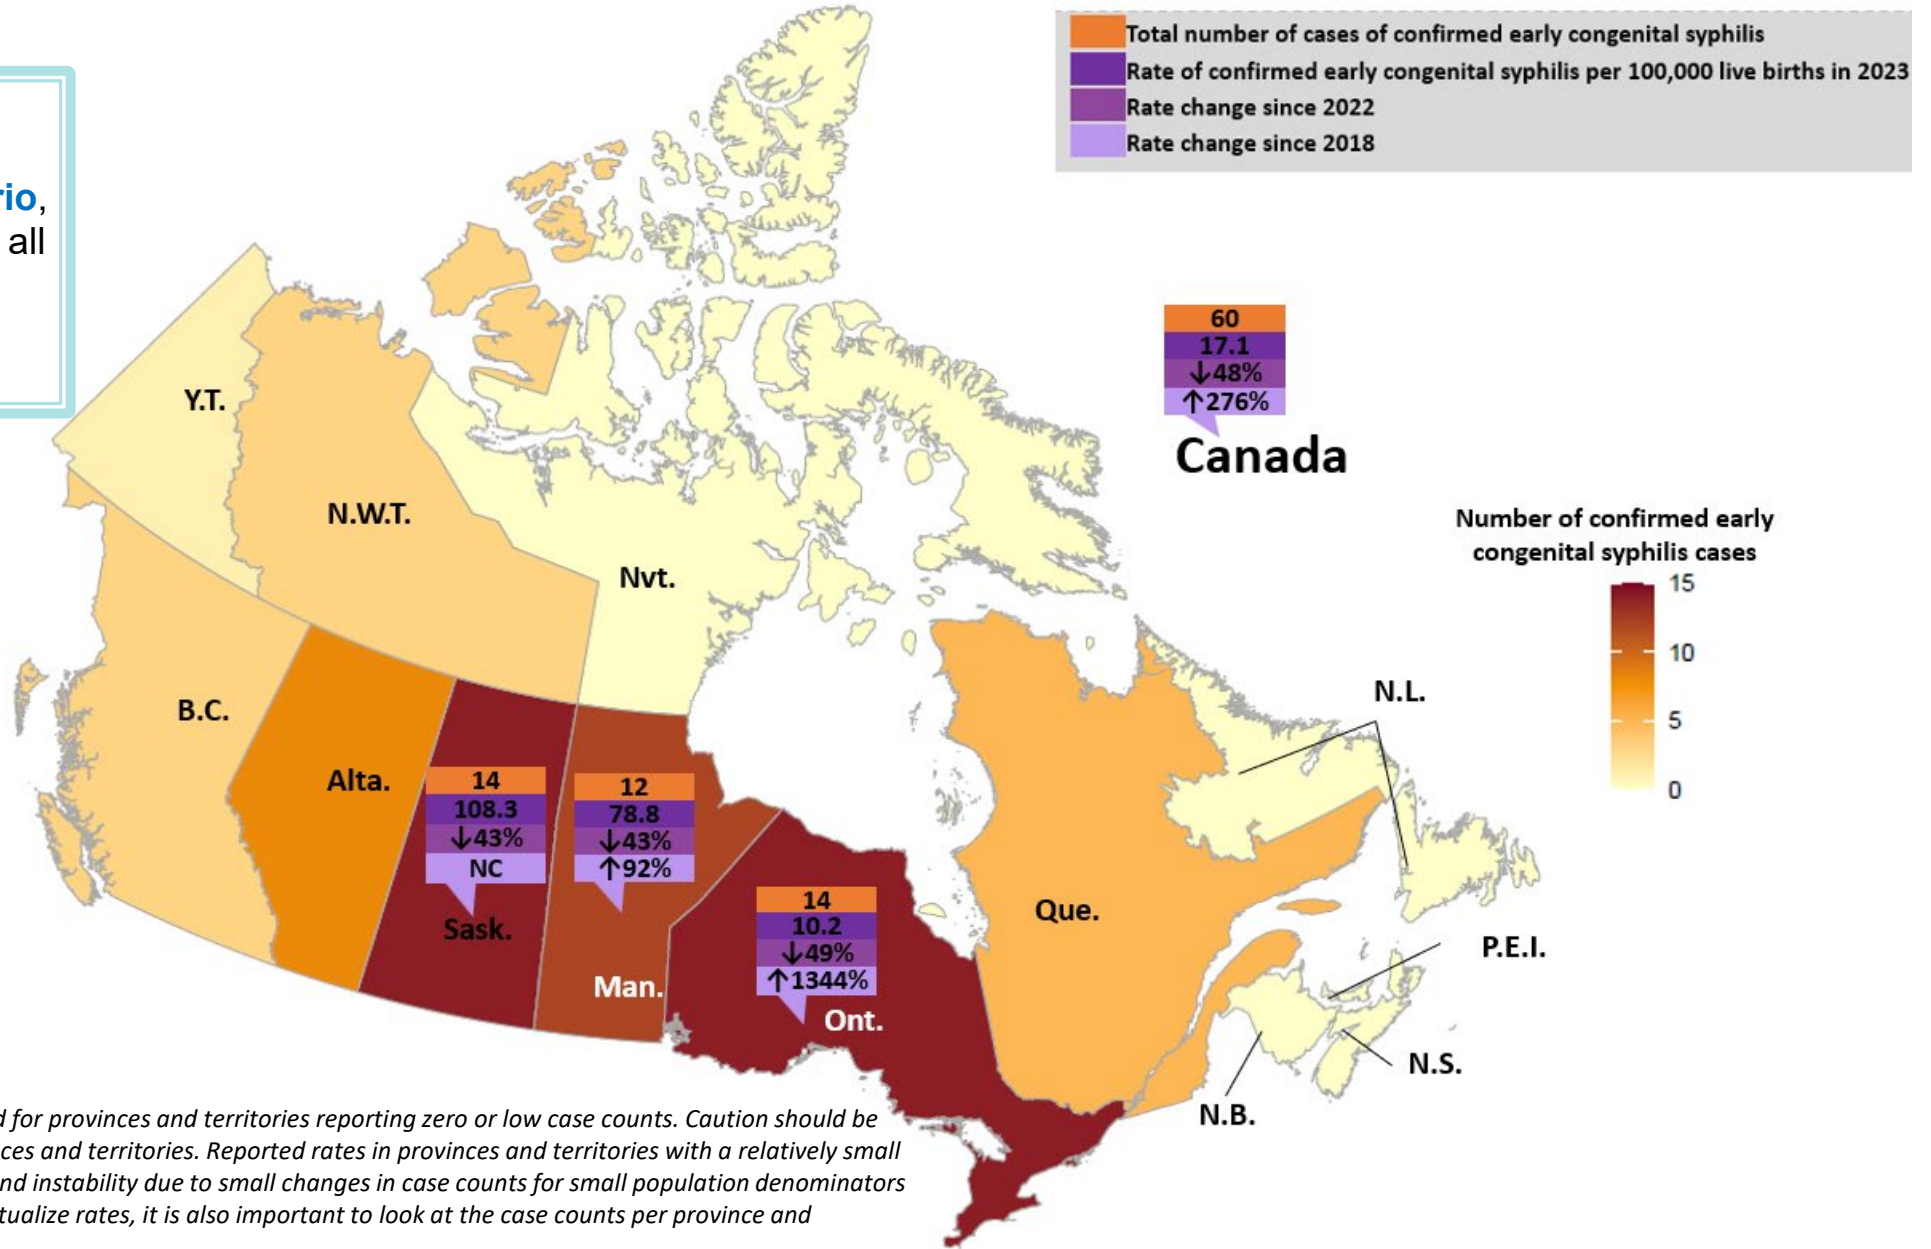 Total number of cases of confirmed early congenital syphilis
Rate of confirmed early congenital syphilis per 100,000 live births in 2023
Rate change since 2022
Rate change since 2018
rio,
all
60
17.1
↓48%
↑276%
Canada
Y.T.
N.W.T.
Nvt.
Number of confirmed early
congenital syphilis cases
15
10
5
0
B.C.
Alta.
14
108.3
↓43%
NC
Sask.
12
78.8
↓43%
↑92%
Man.
14
10.2
↓49%
↑1344%
Ont.
Que.
N.L.
P.E.I.
N.S.
N.B.
d for provinces and territories reporting zero or low case counts. Caution should be
ces and territories. Reported rates in provinces and territories with a relatively small
nd instability due to small changes in case counts for small population denominators
tualize rates, it is also important to look at the case counts per province and